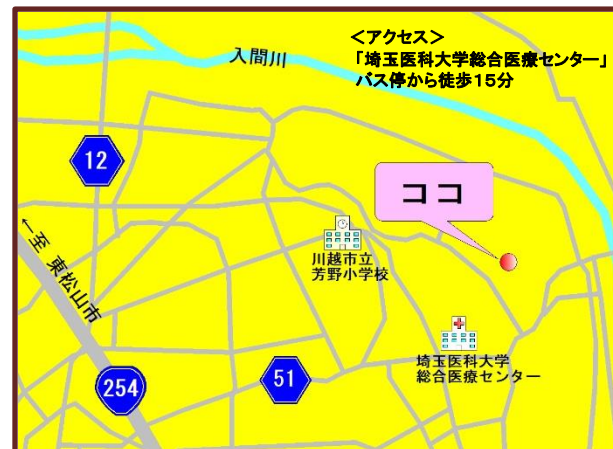 <アクセス>
「埼玉医科大学総合医療センター」
バス停から徒歩15分
入間川
12
ココ
川越市立
芳野小学校
←至 東松山市
埼玉医科大学
総合医療センター
51
254